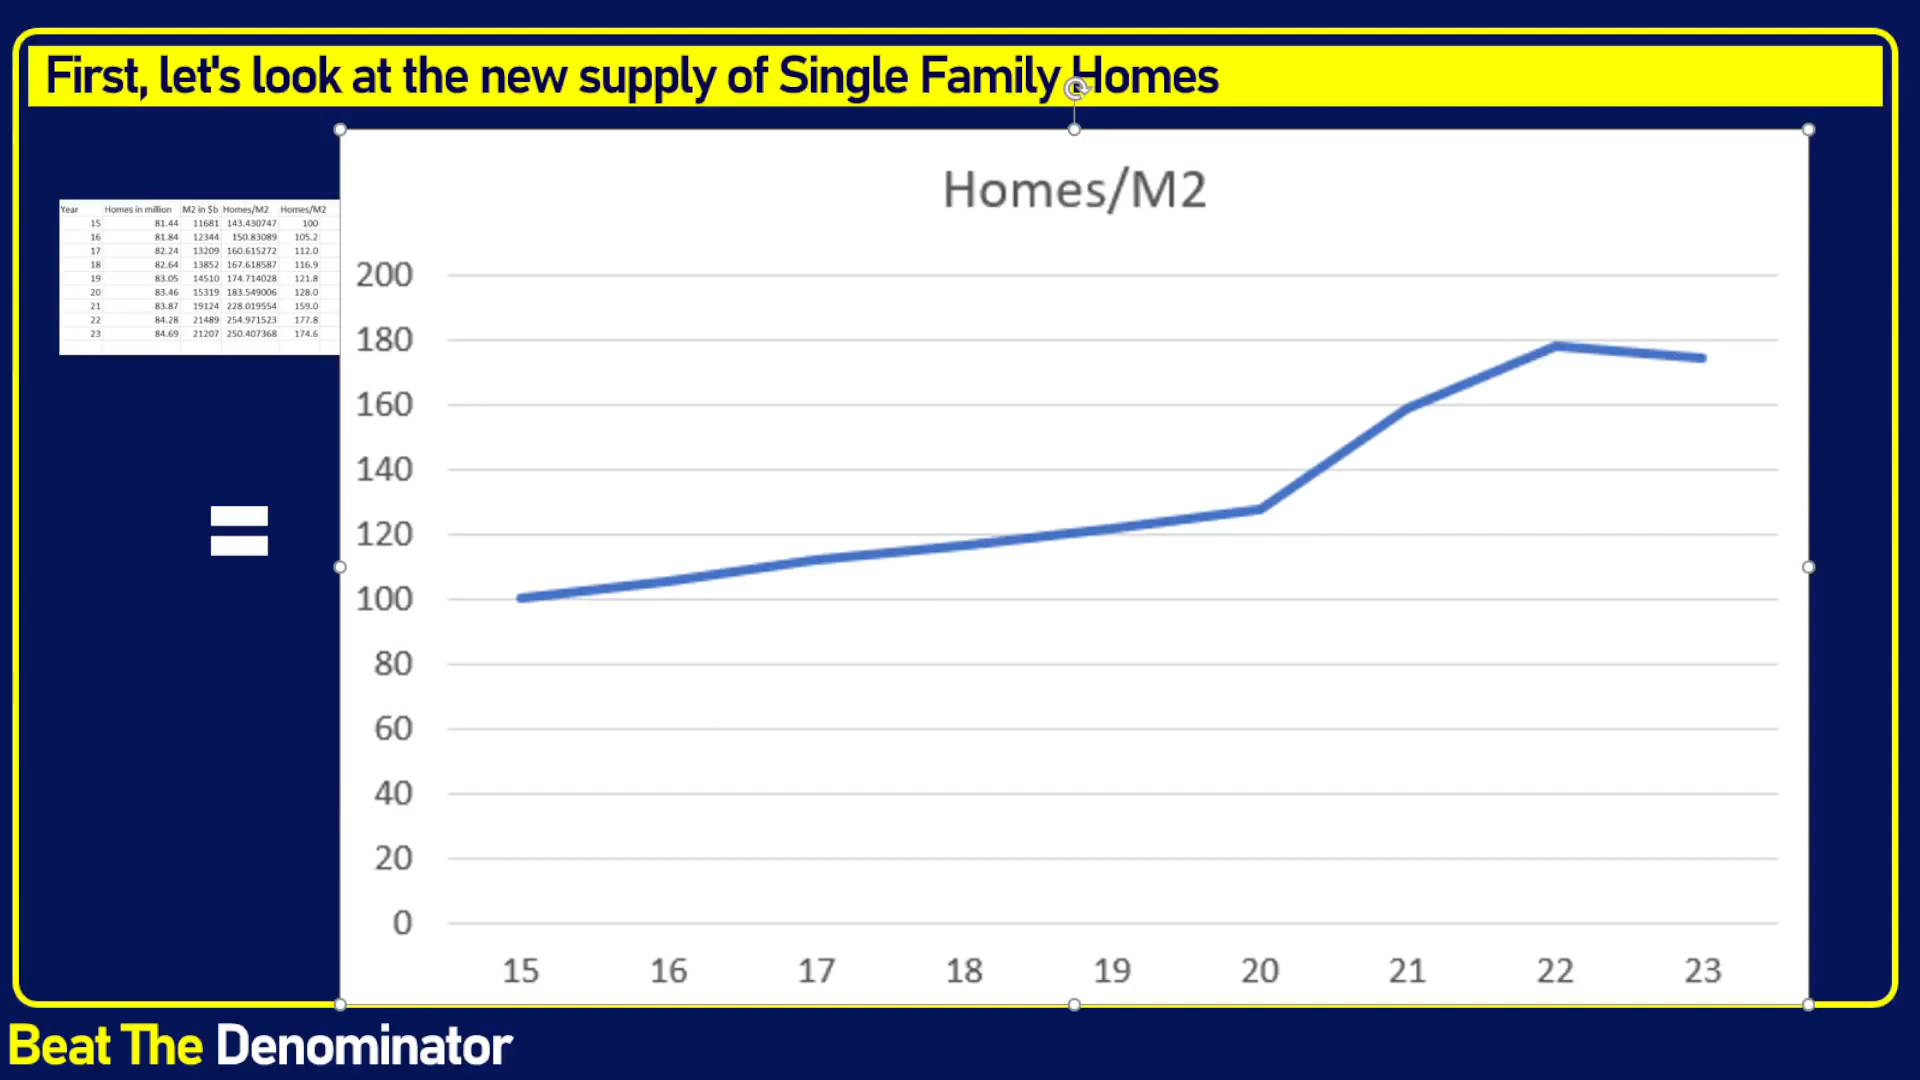 First, let's look at the new supply of Single Family Homes
Year Homes in million M2 in $b Homes/M2 Homes/M2
15 81.44 11681 143.430747 100
16 81.84 12344 150.83089 105.2
17 82.24 13209 160.615272 112.0
18 82.64 13852 167.618587 116.9
19 83.05 14510 174.714028 121.8
20 83.46 15319 183.549006 128.0
21 83.87 19124 228.019554 159.0
22 84.28 21489 254.971523 177.8
23 84.69 21207 250.407368 174.6
=
Homes/M2
200
180
160
140
120
100
80
60
40
20
0
15 16 17 18 19 20 21 22 23
Beat The Denominator